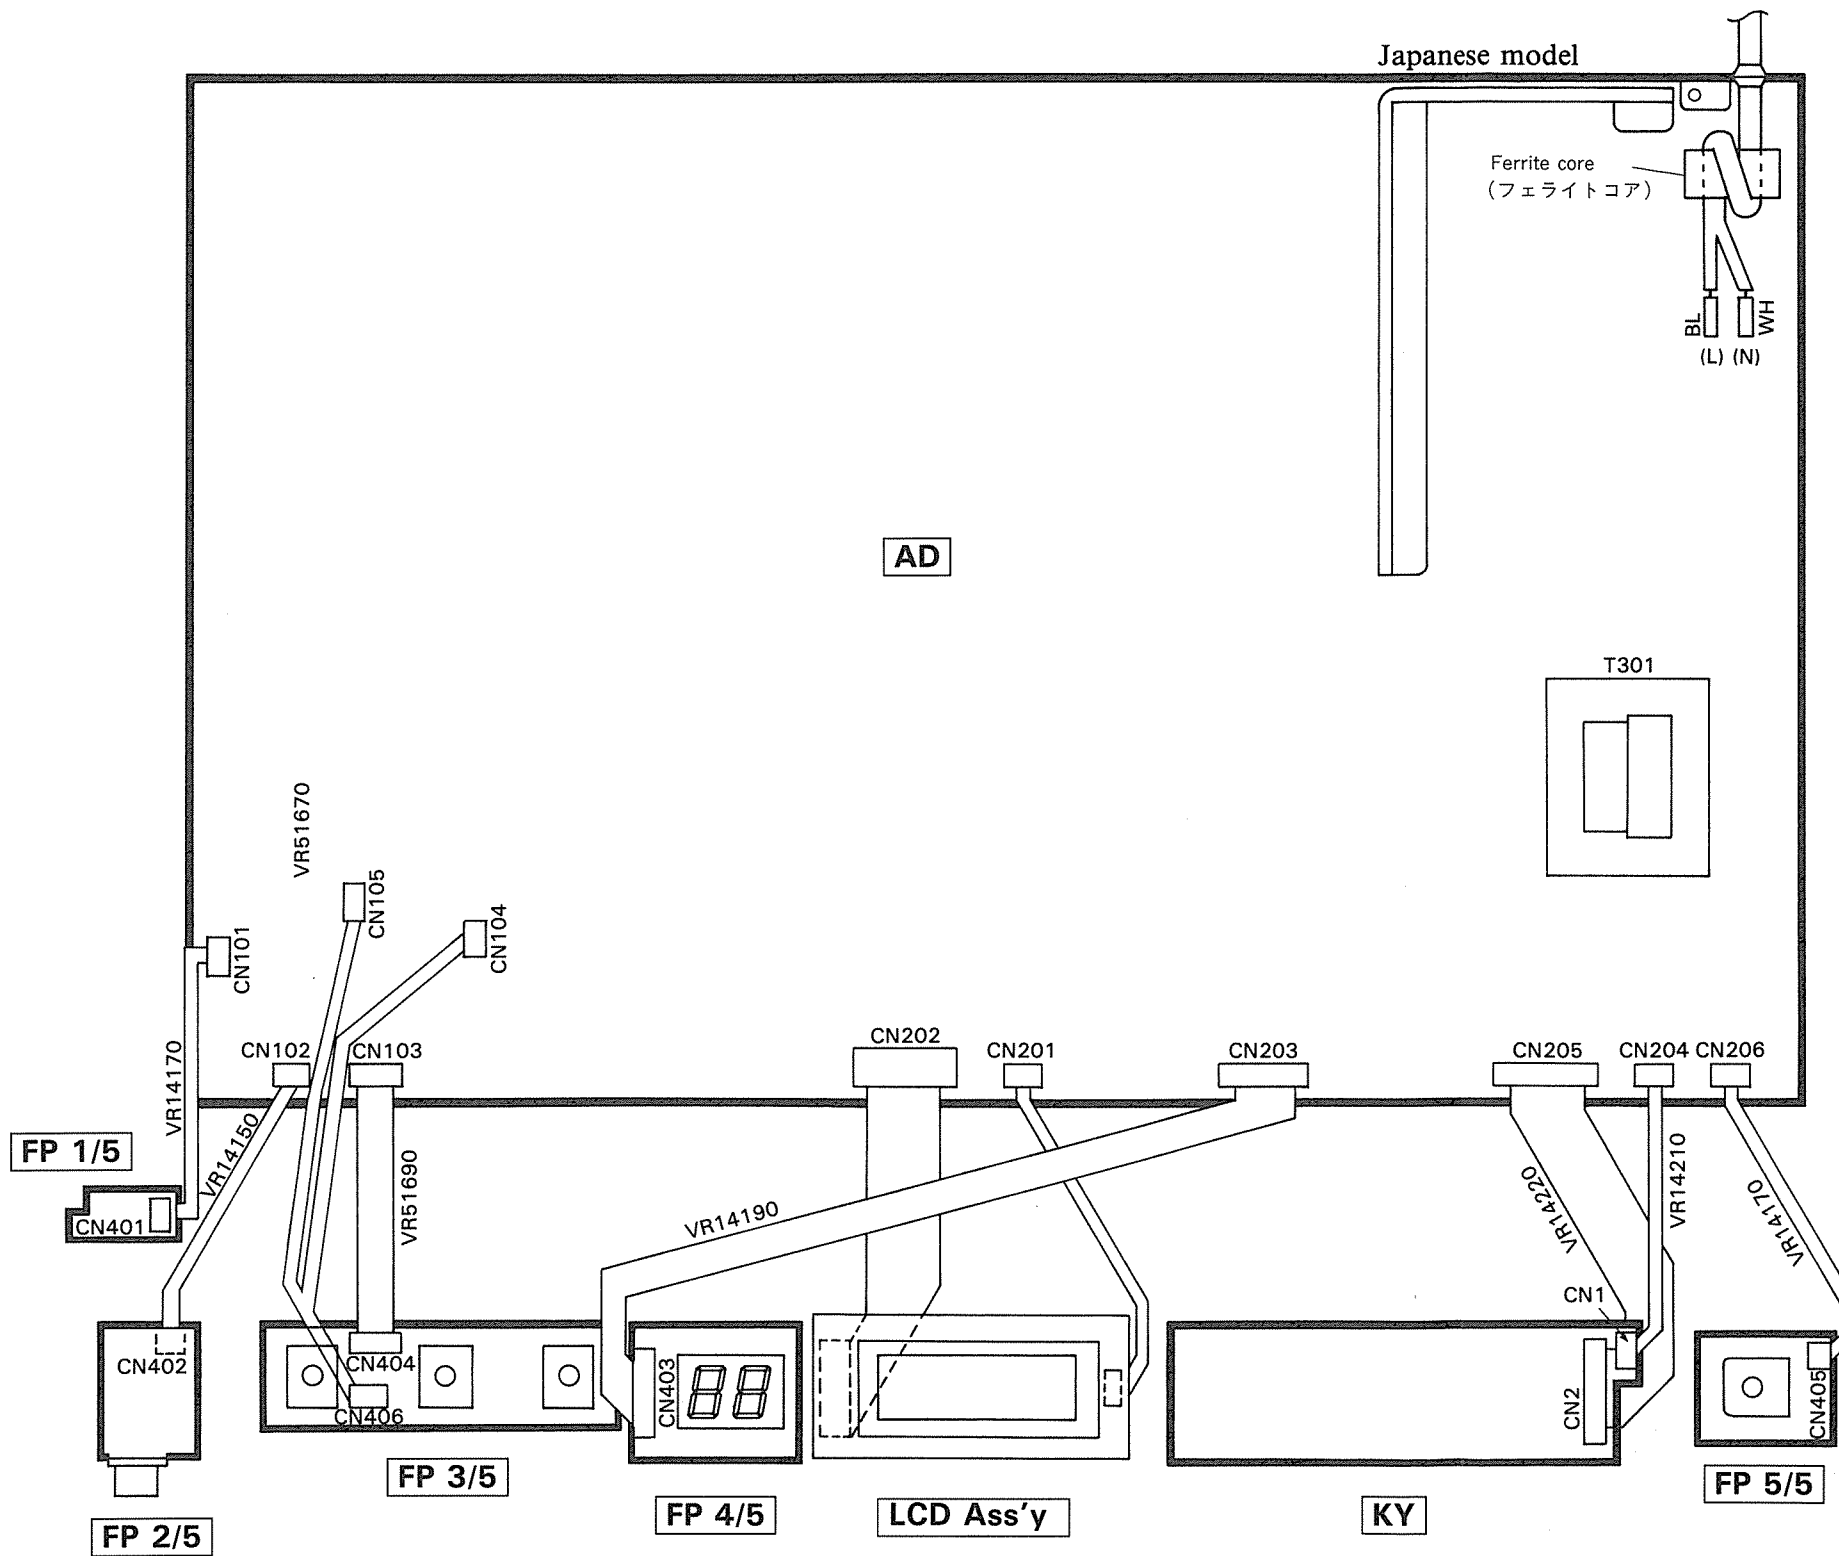 Japanese model
Ferrite core
(フェライトコア)
BL
WH
(L) (N)
AD
T301
VR51670
CN105
CN104
CN101
VR14170
CN102
CN103
CN202
CN201
CN203
CN205
CN204
CN206
FP 1/5
CN401
VR14150
VR51690
VR14190
VR14220
VR14210
VR14170
CN1
CN402
CN404
CN406
CN403
88
CN2
CN405
FP 2/5
FP 3/5
FP 4/5
LCD Ass'y
KY
FP 5/5